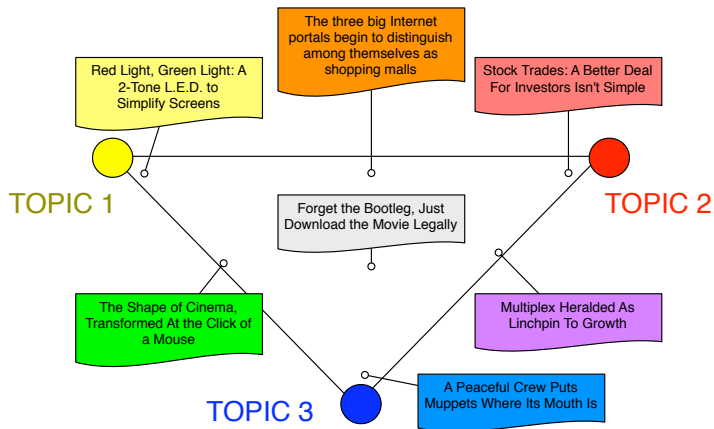 The three big Internet
portals begin to distinguish
among themselves as
shopping malls
Red Light, Green Light: A
2-Tone L.E.D. to
Simplify Screens
Stock Trades: A Better Deal
For Investors Isn't Simple
TOPIC 1
TOPIC 2
Forget the Bootleg, Just
Download the Movie Legally
The Shape of Cinema,
Transformed At the Click of
a Mouse
Multiplex Heralded As
Linchpin To Growth
TOPIC 3
A Peaceful Crew Puts
Muppets Where Its Mouth Is